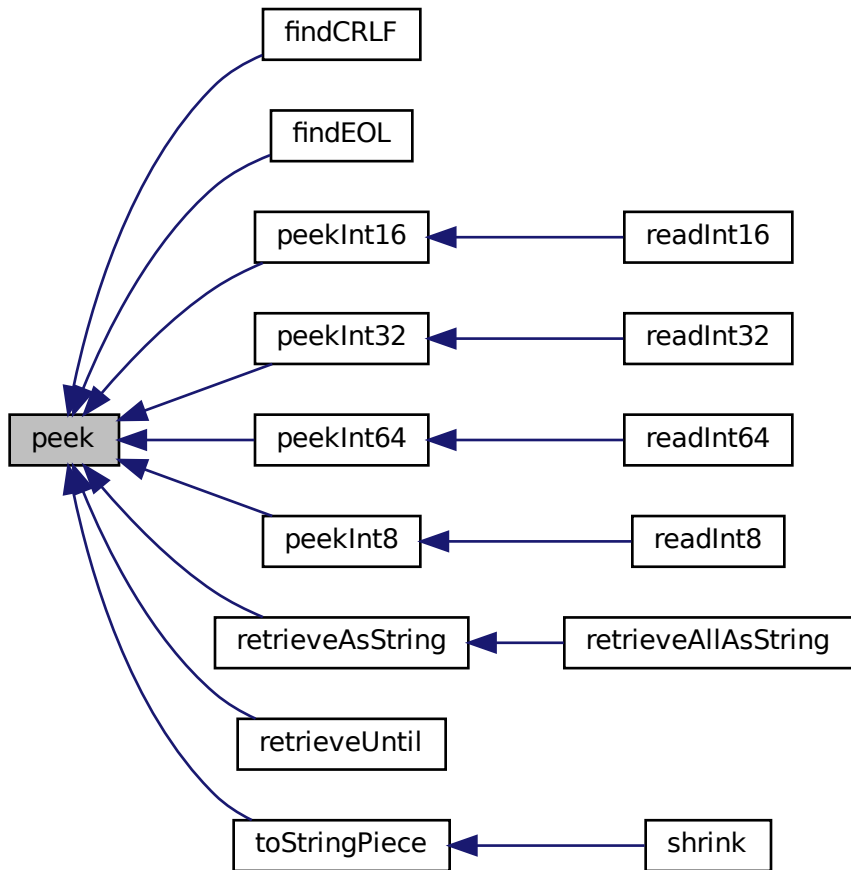 findCRLF
findEOL
peekInt16
readInt16
peekInt32
readInt32
peek
peekInt64
readInt64
peekInt8
readInt8
retrieveAsString
retrieveAllAsString
retrieveUntil
toStringPiece
shrink